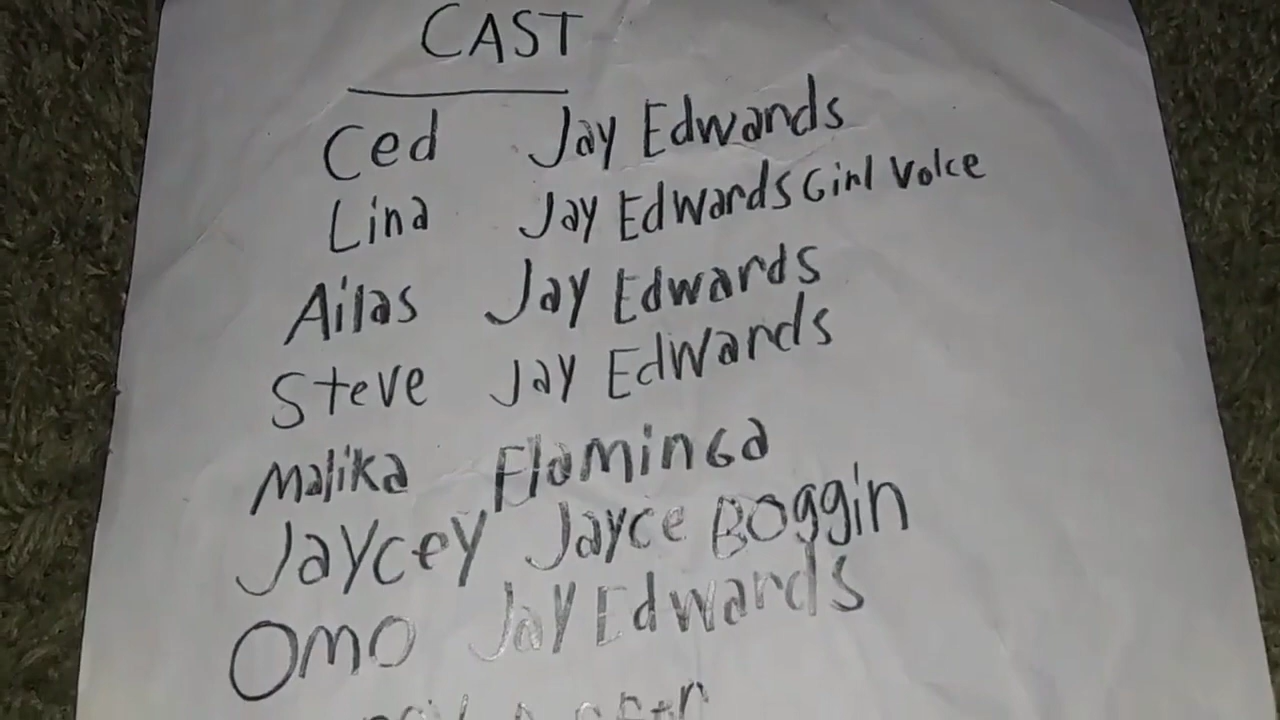 CAST
Ced Jay Edwards
Lina Jay Edwards Girl Voice
Ailas Jay Edwards
Steve Jay Edwards
Malika Flaminga
Jaycey Jayce Boggin
Omo Jay Edwards